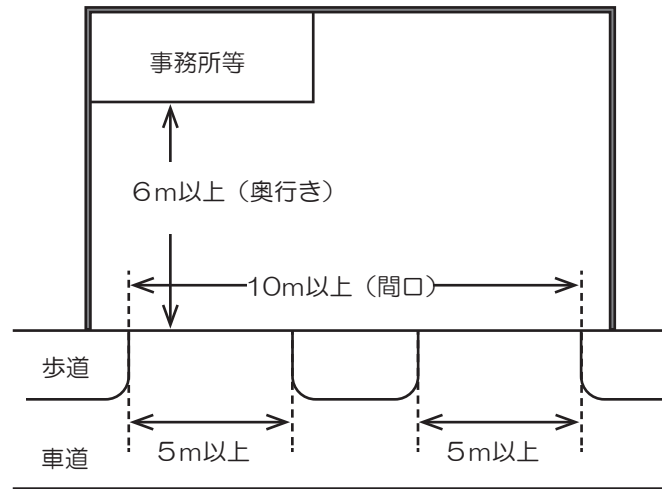 事務所等
6m以上（奥行き）
10m以上（間口）
歩道
5m以上
5m以上
車道